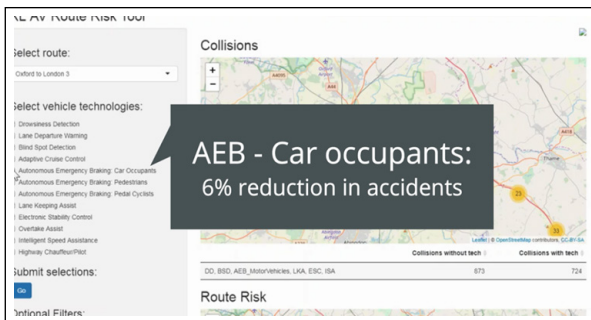 RL AV Route Risk Tool
Select route:
Oxford to London 3
Select vehicle technologies:
Drowsiness Detection
Lane Departure Warning
Blind Spot Detection
Adaptive Cruise Control
Autonomous Emergency Braking: Car Occupants
Autonomous Emergency Braking: Pedestrians
Autonomous Emergency Braking: Pedal Cyclists
Lane Keeping Assist
Electronic Stability Control
Overtake Assist
Intelligent Speed Assistance
Highway Chauffeur/Pilot
Submit selections:
Go
Optional Filters:
Collisions
+
−
A44
A418
Thame
23
33
AEB - Car occupants:
6% reduction in accidents
Leaflet | © OpenStreetMap contributors, CC-BY-SA
Collisions without tech
Collisions with tech
DD, BSD, AEB_MotorVehicles, LKA, ESC, ISA
673
724
Route Risk